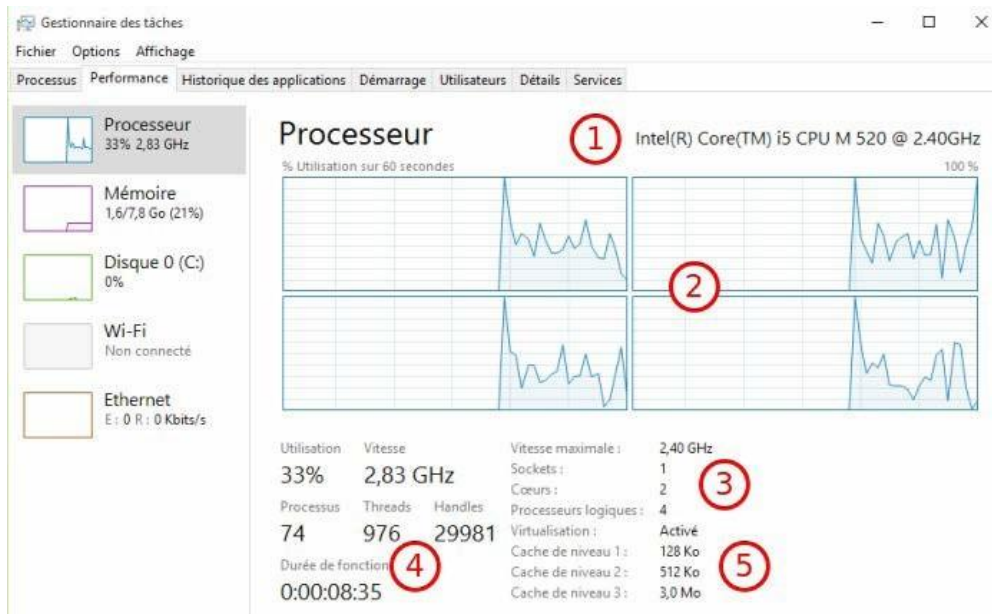 Gestionnaire des tâches
Fichier Options Affichage
Processus Performance Historique des applications Démarrage Utilisateurs Détails Services
Processeur
33% 2,83 GHz
Mémoire
1,6/7,8 Go (21%)
Disque 0 (C:)
0%
Wi-Fi
Non connecté
Ethernet
E : 0 R : 0 Kbits/s
Processeur
1
Intel(R) Core(TM) i5 CPU M 520 @ 2.40GHz
% Utilisation sur 60 secondes
100 %
2
Utilisation Vitesse
33% 2,83 GHz
Processus Threads Handles
74 976 29981
Durée de fonction
4
0:00:08:35
Vitesse maximale : 2,40 GHz
Sockets : 1
Cœurs : 2
Processeurs logiques : 4
Virtualisation : Activé
Cache de niveau 1 : 128 Ko
Cache de niveau 2 : 512 Ko
Cache de niveau 3 : 3,0 Mo
3
5